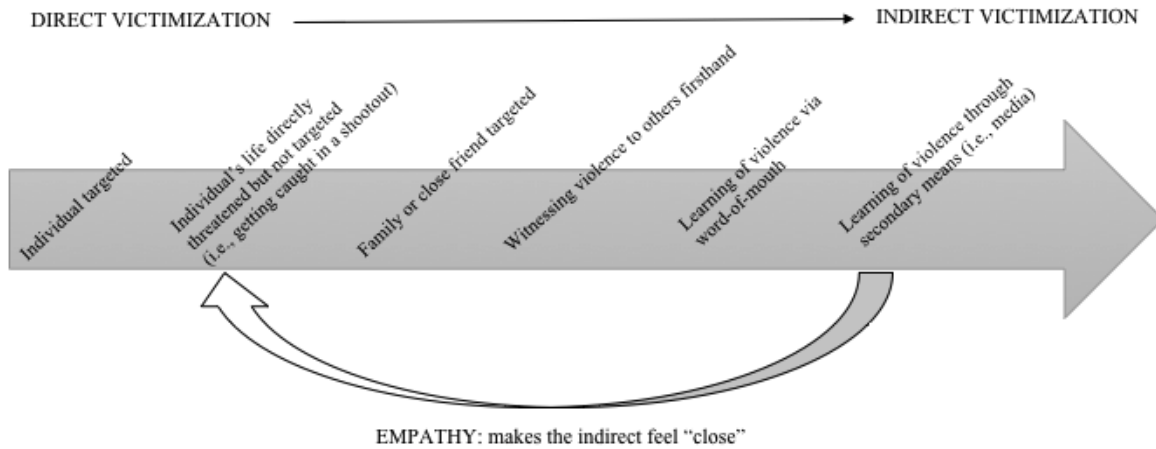 DIRECT VICTIMIZATION
INDIRECT VICTIMIZATION
Individual targeted
Individual's life directly
threatened but not targeted
(i.e., getting caught in a shootout)
Family or close friend targeted
Witnessing violence to others firsthand
Learning of violence via
word-of-mouth
Learning of violence through
secondary means (i.e., media)
EMPATHY: makes the indirect feel “close”